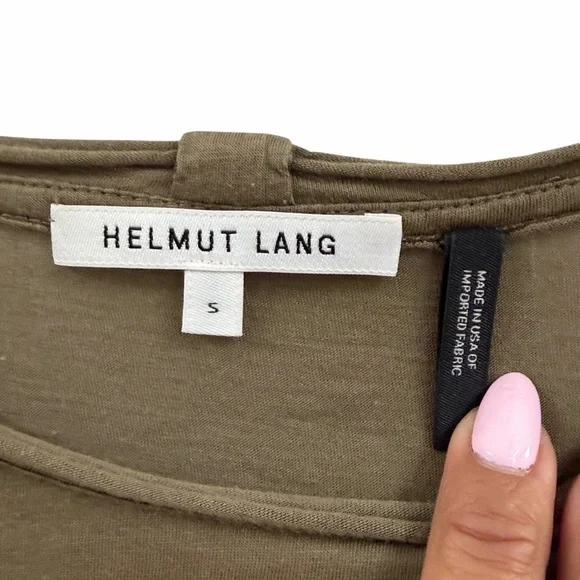 HELMUT LANG
S
MADE IN USA OF
IMPORTED FABRIC